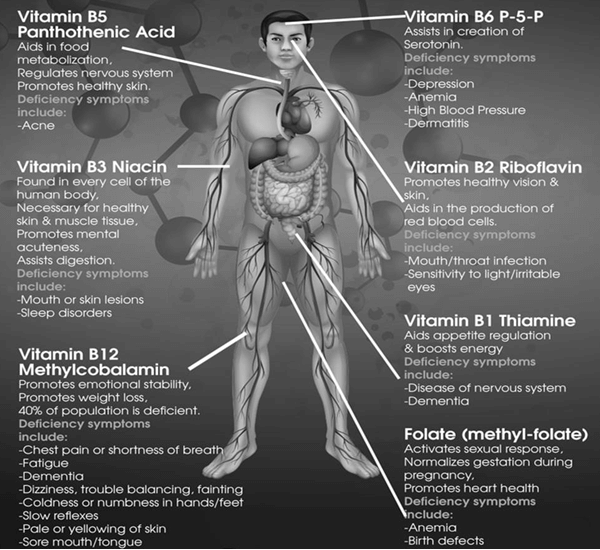 Vitamin B5
Panthothenic Acid
Aids in food
metabolization,
Regulates nervous system
Promotes healthy skin.
Deficiency symptoms
include:
-Acne
Vitamin B3 Niacin
Found in every cell of the
human body,
Necessary for healthy
skin & muscle tissue,
Promotes mental
acuteness,
Assists digestion.
Deficiency symptoms
include:
-Mouth or skin lesions
-Sleep disorders
Vitamin B12
Methylcobalamin
Promotes emotional stability,
Promotes weight loss,
40% of population is deficient.
Deficiency symptoms
include:
-Chest pain or shortness of breath
-Fatigue
-Dementia
-Dizziness, trouble balancing, fainting
-Coldness or numbness in hands/feet
-Slow reflexes
-Pale or yellowing of skin
-Sore mouth/tongue
Vitamin B6 P-5-P
Assists in creation of
Serotonin.
Deficiency symptoms
include:
-Depression
-Anemia
-High Blood Pressure
-Dermatitis
Vitamin B2 Riboflavin
Promotes healthy vision &
skin,
Aids in the production of
red blood cells.
Deficiency symptoms
include:
-Mouth/throat infection
-Sensitivity to light/irritable
eyes
Vitamin B1 Thiamine
Aids appetite regulation
& boosts energy
Deficiency symptoms
include:
-Disease of nervous system
-Dementia
Folate (methyl-folate)
Activates sexual response,
Normalizes gestation during
pregnancy,
Promotes heart health
Deficiency symptoms
include:
-Anemia
-Birth defects